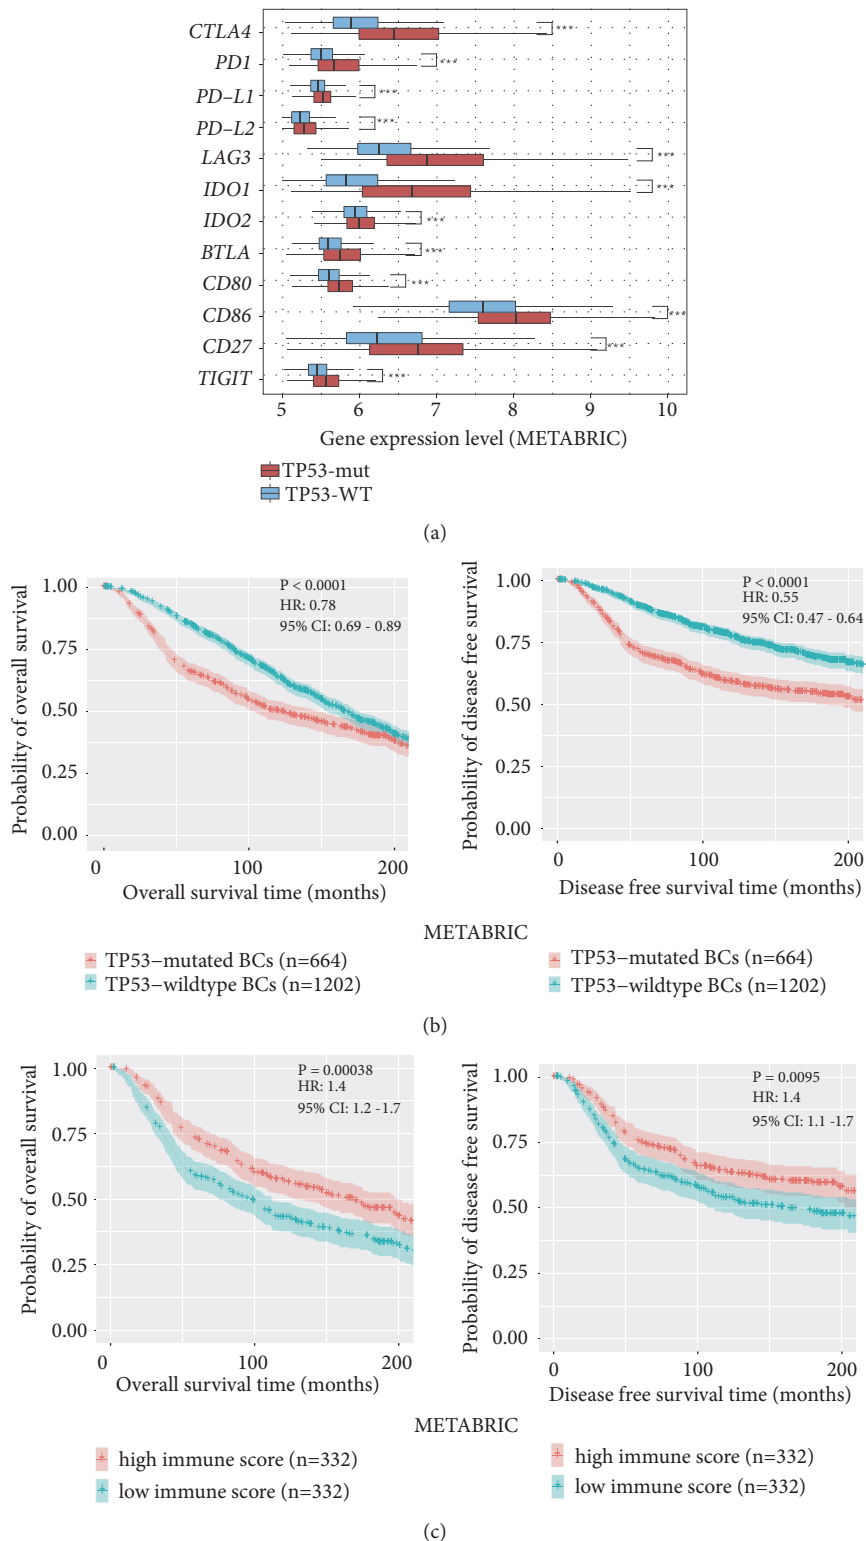 CTLA4
***
PD1
***
PD–L1
***
PD–L2
***
LAG3
***
IDO1
***
IDO2
***
BTLA
***
CD80
***
CD86
***
CD27
***
TIGIT
***
5 6 7 8 9 10
Gene expression level (METABRIC)
TP53-mut
TP53-WT
(a)
Probability of overall survival
1.00
0.75
0.50
0.25
0.00
P < 0.0001
HR: 0.78
95% CI: 0.69 - 0.89
0 100 200
Overall survival time (months)
Probability of disease free survival
1.00
0.75
0.50
0.25
0.00
P < 0.0001
HR: 0.55
95% CI: 0.47 - 0.64
0 100 200
Disease free survival time (months)
METABRIC
TP53–mutated BCs (n=664)
TP53–wildtype BCs (n=1202)
TP53–mutated BCs (n=664)
TP53–wildtype BCs (n=1202)
(b)
Probability of overall survival
1.00
0.75
0.50
0.25
0.00
P = 0.00038
HR: 1.4
95% CI: 1.2 -1.7
0 100 200
Overall survival time (months)
Probability of disease free survival
1.00
0.75
0.50
0.25
0.00
P = 0.0095
HR: 1.4
95% CI: 1.1 -1.7
0 100 200
Disease free survival time (months)
METABRIC
high immune score (n=332)
low immune score (n=332)
high immune score (n=332)
low immune score (n=332)
(c)